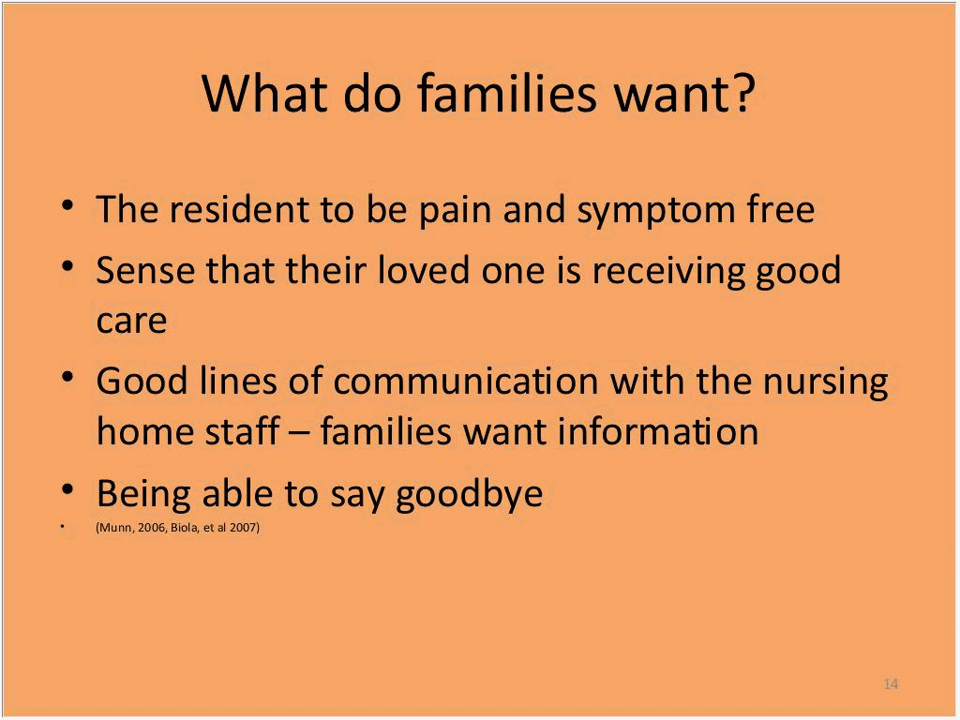 What do families want?
• The resident to be pain and symptom free
• Sense that their loved one is receiving good
care
• Good lines of communication with the nursing
home staff – families want information
• Being able to say goodbye
• (Munn, 2006, Biola, et al 2007)
14